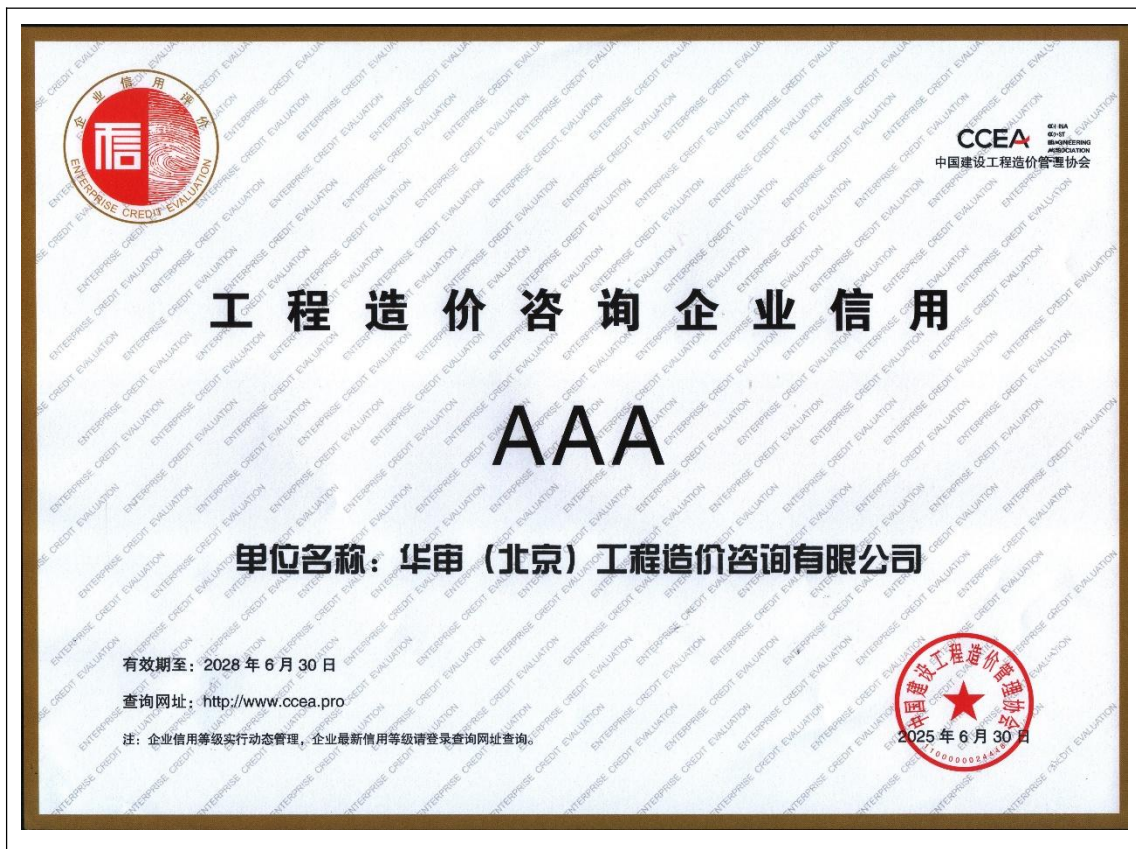 企业信用评价
信
ENTERPRISE CREDIT EVALUATION
CCEA
CHINA
COST
ENGINEERING
ASSOCIATION
中国建设工程造价管理协会
工程造价咨询企业信用
AAA
单位名称：华审（北京）工程造价咨询有限公司
有效期至：2028 年 6 月 30 日
查询网址：http://www.ccea.pro
注：企业信用等级实行动态管理，企业最新信用等级请登录查询网址查询。
中国建设工程造价管理协会
2025 年 6 月 30 日